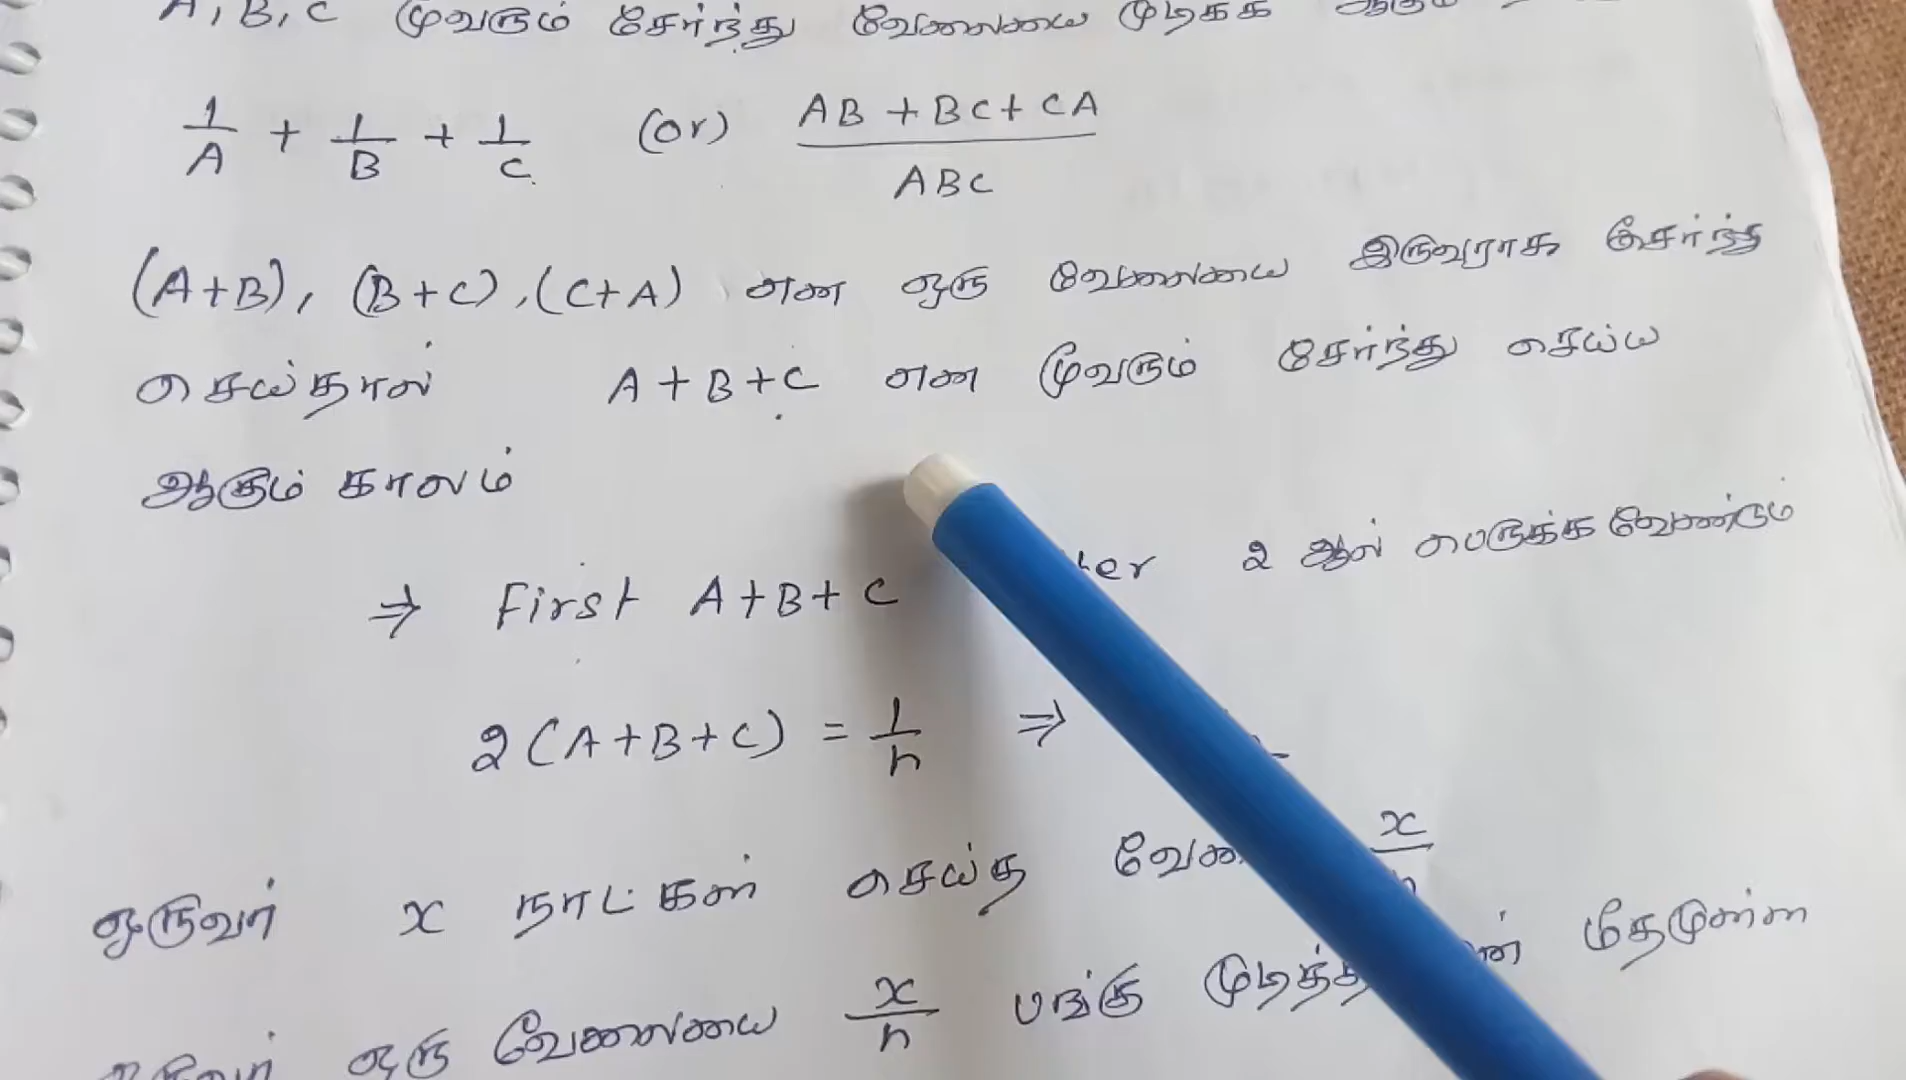 A, B, C மூவரும் சேர்ந்து வேலையை முடிக்க ஆகும்
1/A + 1/B + 1/C (or) AB + BC + CA / ABC
(A+B), (B+C), (C+A) என ஒரு வேலையை இருவராக சேர்ந்து
செய்தால் A+B+C என மூவரும் சேர்ந்து செய்ய
ஆகும் காலம்
⇒ First A+B+C 2 ஆல் பெருக்க வேண்டும்
2(A+B+C) = 1/n ⇒
ஒருவர் x நாட்கள் செய்த x
ஒரு வேலையை x/n பங்கு மீதமுள்ள